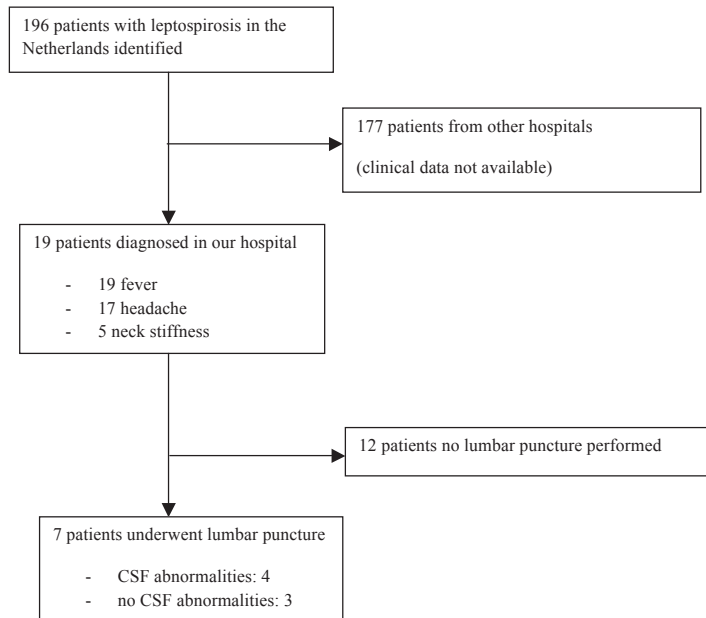 196 patients with leptospirosis in the
Netherlands identified
177 patients from other hospitals
(clinical data not available)
19 patients diagnosed in our hospital
- 19 fever
- 17 headache
- 5 neck stiffness
12 patients no lumbar puncture performed
7 patients underwent lumbar puncture
- CSF abnormalities: 4
- no CSF abnormalities: 3